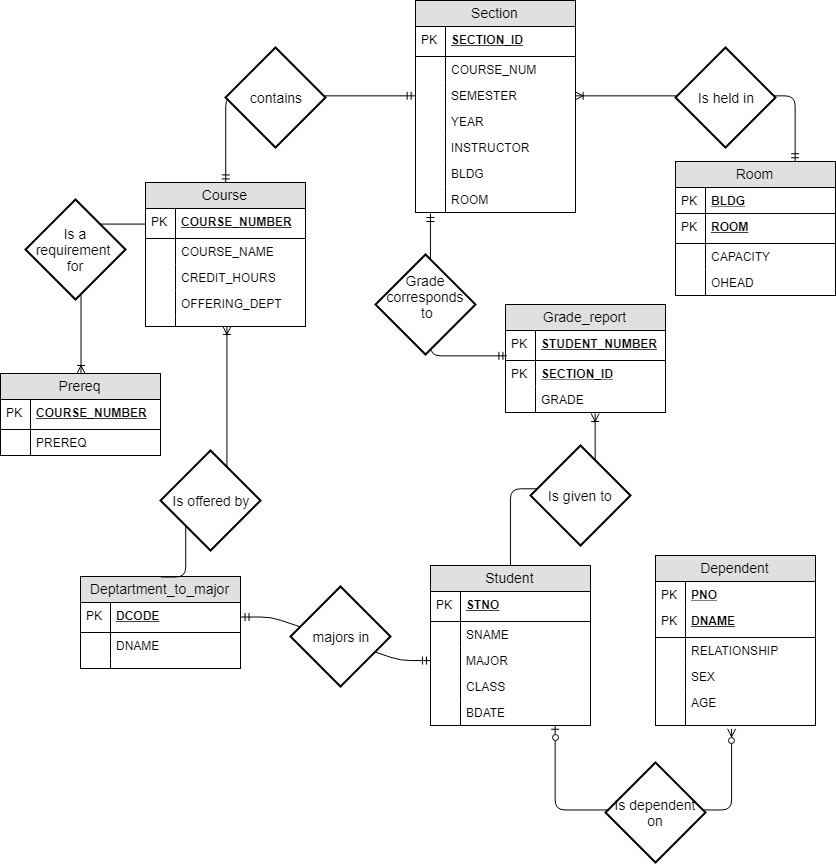 Section
PK SECTION_ID
COURSE_NUM
SEMESTER
YEAR
INSTRUCTOR
BLDG
ROOM
contains
Is held in
Room
PK BLDG
PK ROOM
CAPACITY
OHEAD
Course
PK COURSE_NUMBER
COURSE_NAME
CREDIT_HOURS
OFFERING_DEPT
Is a
requirement
for
Grade
corresponds
to
Grade_report
PK STUDENT_NUMBER
PK SECTION_ID
GRADE
Prereq
PK COURSE_NUMBER
PREREQ
Is offered by
Is given to
Deptartment_to_major
PK DCODE
DNAME
majors in
Student
PK STNO
SNAME
MAJOR
CLASS
BDATE
Dependent
PK PNO
PK DNAME
RELATIONSHIP
SEX
AGE
Is dependent
on